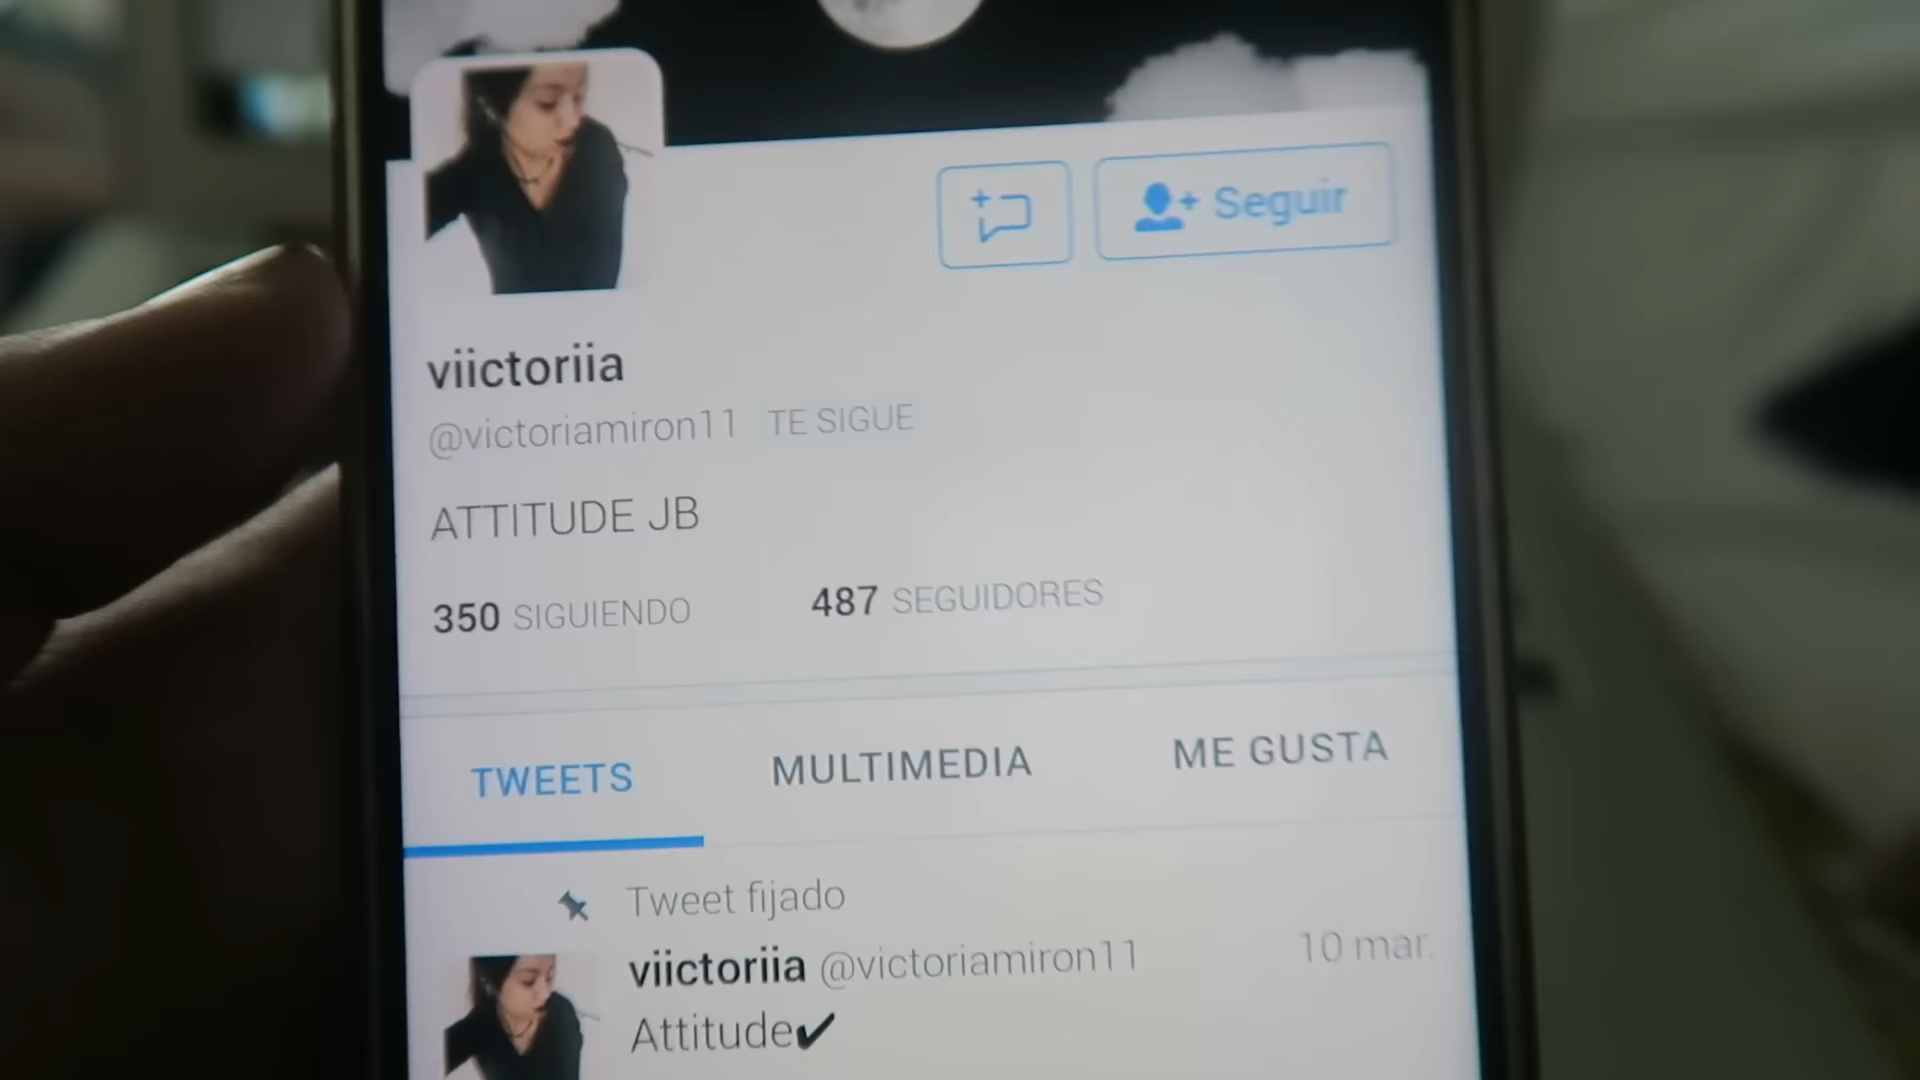 Seguir
viictoriia
@victoriamiron11 TE SIGUE
ATTITUDE JB
350 SIGUIENDO 487 SEGUIDORES
TWEETS MULTIMEDIA ME GUSTA
Tweet fijado
viictoriia @victoriamiron11 10 mar.
Attitude✔